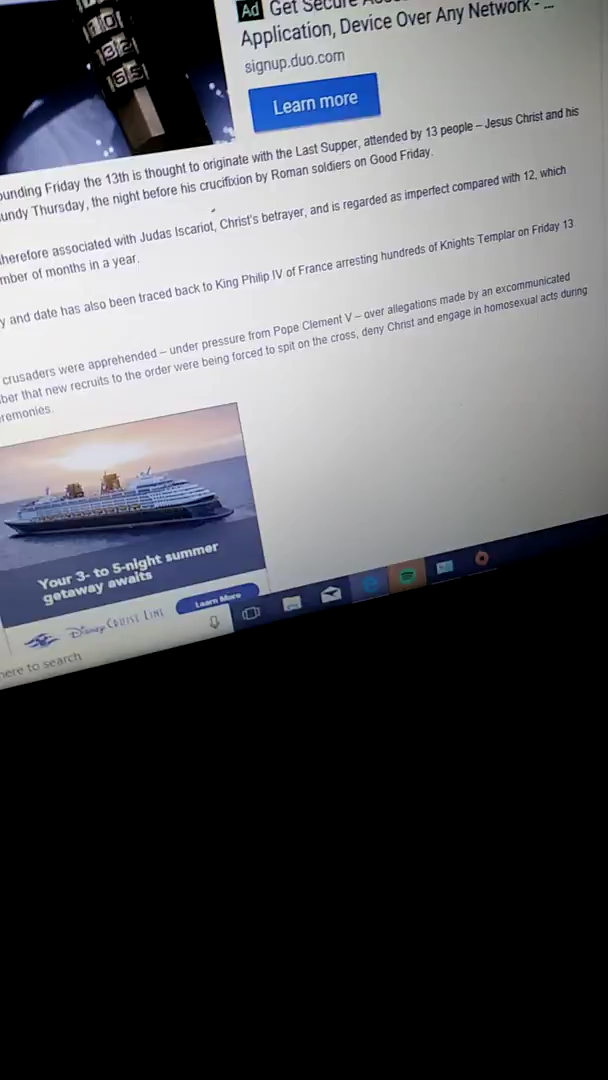 Ad Get Secure
Application, Device Over Any Network - ...
signup.duo.com
Learn more
ounding Friday the 13th is thought to originate with the Last Supper, attended by 13 people – Jesus Christ and his
undy Thursday, the night before his crucifixion by Roman soldiers on Good Friday.
herefore associated with Judas Iscariot, Christ's betrayer, and is regarded as imperfect compared with 12, which
mber of months in a year.
y and date has also been traced back to King Philip IV of France arresting hundreds of Knights Templar on Friday 13
crusaders were apprehended – under pressure from Pope Clement V – over allegations made by an excommunicated
ber that new recruits to the order were being forced to spit on the cross, deny Christ and engage in homosexual acts during
remonies.
Your 3- to 5-night summer
getaway awaits
Learn More
Disney CRUISE LINE
here to search